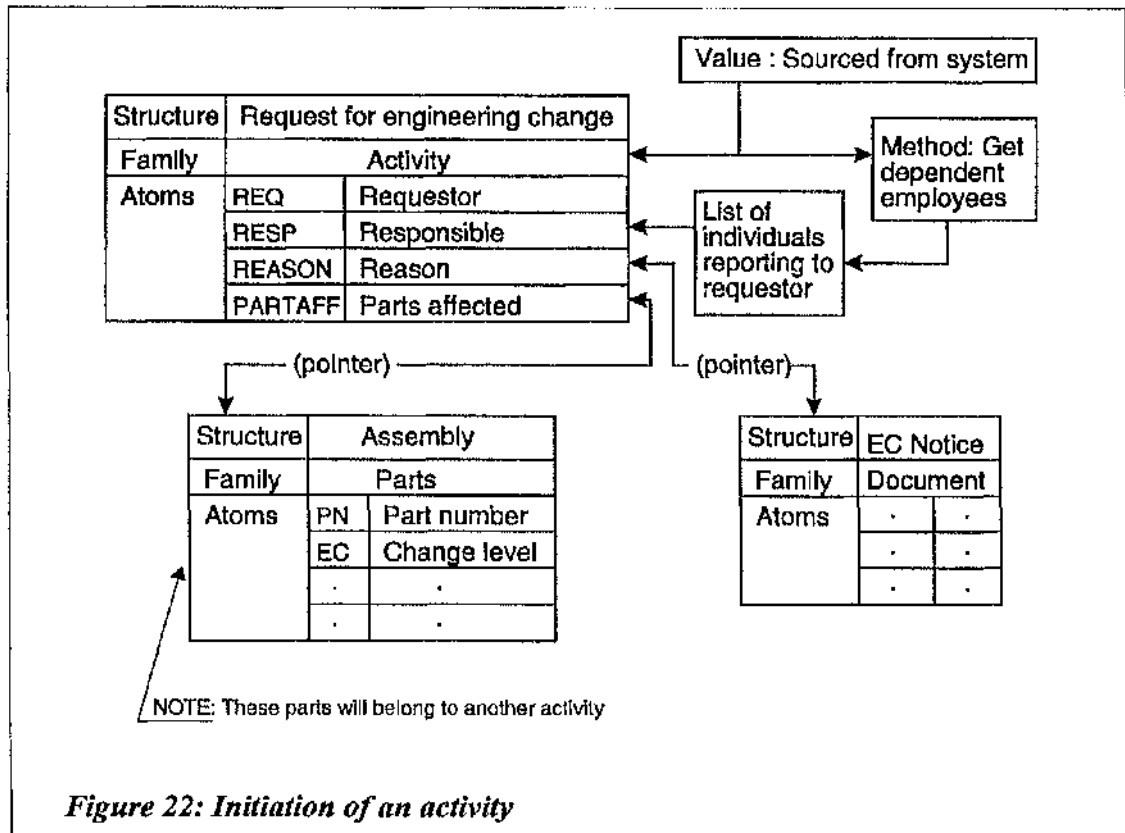 Value : Sourced from system
Structure Request for engineering change
Family Activity
Atoms REQ Requestor
RESP Responsible
REASON Reason
PARTAFF Parts affected
Method: Get
dependent
employees
List of
individuals
reporting to
requestor
(pointer)
(pointer)
Structure Assembly
Family Parts
Atoms PN Part number
EC Change level
. .
. .
Structure EC Notice
Family Document
Atoms . .
. .
. .
NOTE: These parts will belong to another activity
Figure 22: Initiation of an activity